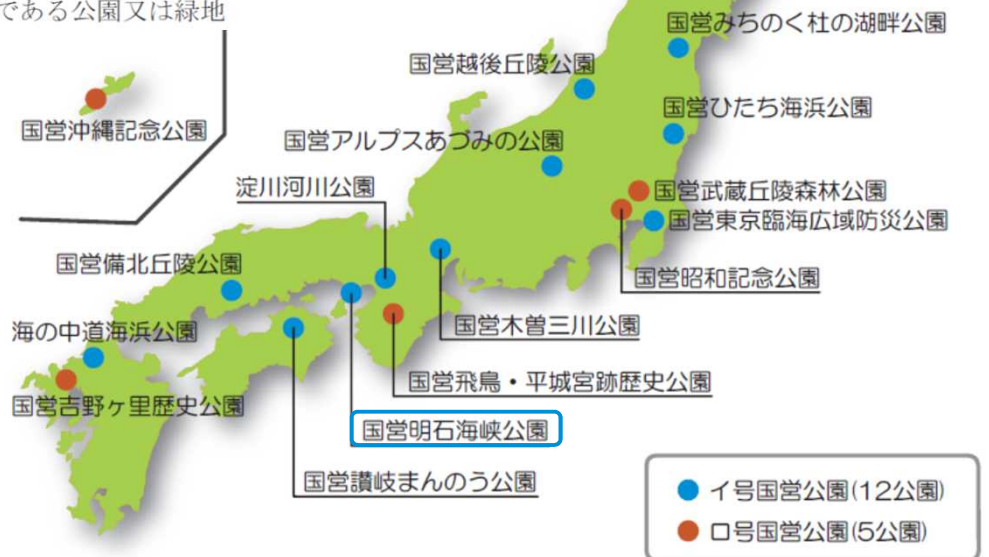 である公園又は緑地
国営みちのく杜の湖畔公園
国営越後丘陵公園
国営ひたち海浜公園
国営沖縄記念公園
国営アルプスあづみの公園
淀川河川公園
国営武蔵丘陵森林公園
国営東京臨海広域防災公園
国営備北丘陵公園
国営昭和記念公園
海の中道海浜公園
国営木曽三川公園
国営飛鳥・平城宮跡歴史公園
国営吉野ヶ里歴史公園
国営明石海峡公園
国営讃岐まんのう公園
イ号国営公園(12公園)
ロ号国営公園(5公園)